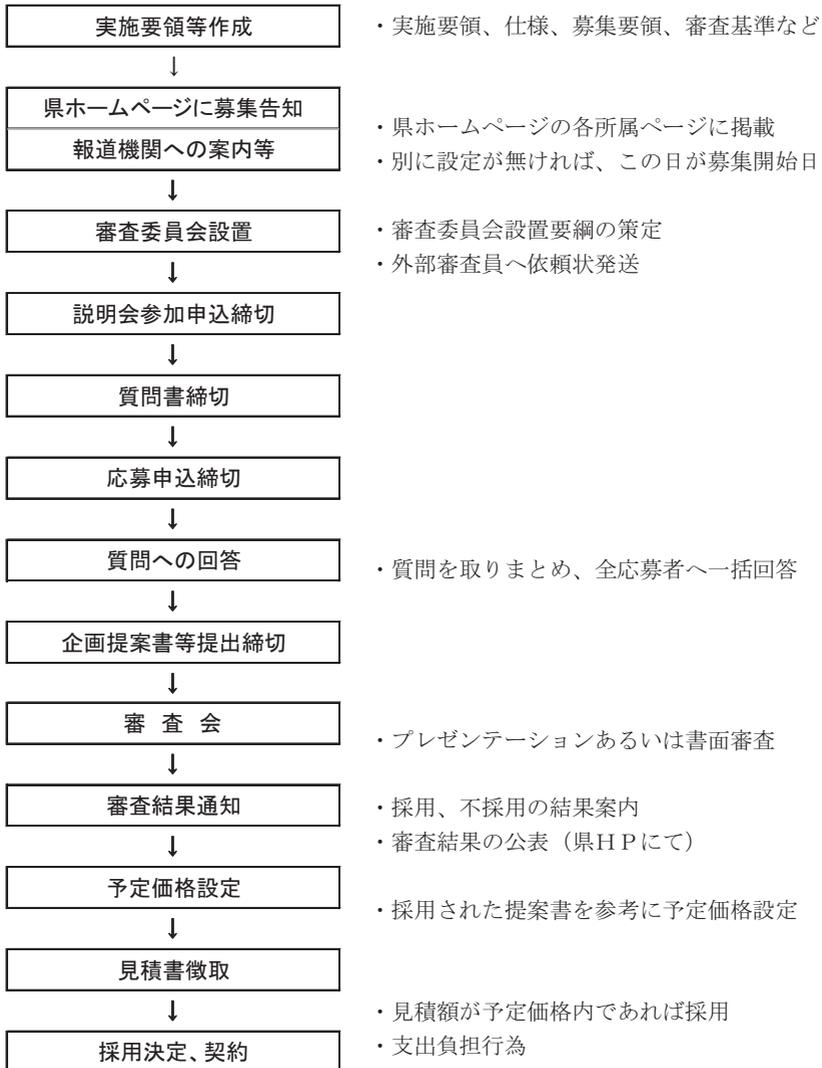 実施要領等作成
・実施要領、仕様、募集要領、審査基準など
↓
県ホームページに募集告知
報道機関への案内等
・県ホームページの各所属ページに掲載
・別に設定が無ければ、この日が募集開始日
↓
審査委員会設置
・審査委員会設置要綱の策定
・外部審査員へ依頼状発送
↓
説明会参加申込締切
↓
質問書締切
↓
応募申込締切
↓
質問への回答
・質問を取りまとめ、全応募者へ一括回答
↓
企画提案書等提出締切
↓
審 査 会
・プレゼンテーションあるいは書面審査
↓
審査結果通知
・採用、不採用の結果案内
・審査結果の公表（県ＨＰにて）
↓
予定価格設定
・採用された提案書を参考に予定価格設定
↓
見積書徴取
↓
・見積額が予定価格内であれば採用
採用決定、契約
・支出負担行為